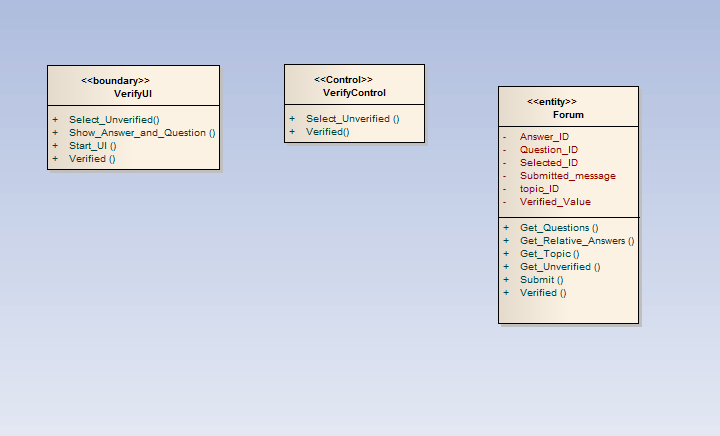 <<boundary>>
VerifyUI
+ Select_Unverified()
+ Show_Answer_and_Question ()
+ Start_UI ()
+ Verified ()
<<Control>>
VerifyControl
+ Select_Unverified ()
+ Verified()
<<entity>>
Forum
- Answer_ID
- Question_ID
- Selected_ID
- Submitted_message
- topic_ID
- Verified_Value
+ Get_Questions ()
+ Get_Relative_Answers ()
+ Get_Topic ()
+ Get_Unverified ()
+ Submit ()
+ Verified ()